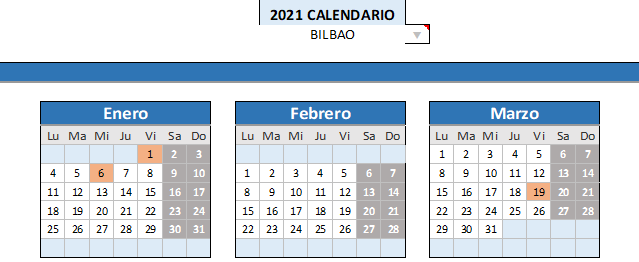 2021 CALENDARIO
BILBAO
Enero Febrero Marzo
Lu Ma Mi Ju Vi Sa Do Lu Ma Mi Ju Vi Sa Do Lu Ma Mi Ju Vi Sa Do
1 2 3 1 2 3 4 5 6 7
4 5 6 7 8 9 10 1 2 3 4 5 6 7 8 9 10 11 12 13 14
11 12 13 14 15 16 17 8 9 10 11 12 13 14 15 16 17 18 19 20 21
18 19 20 21 22 23 24 15 16 17 18 19 20 21 22 23 24 25 26 27 28
25 26 27 28 29 30 31 22 23 24 25 26 27 28 29 30 31